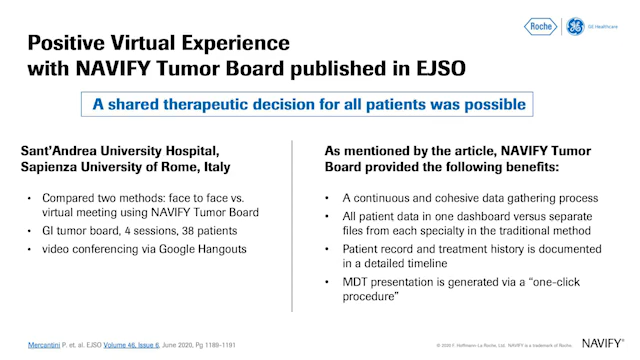 Roche
GE Healthcare
Positive Virtual Experience
with NAVIFY Tumor Board published in EJSO
A shared therapeutic decision for all patients was possible
Sant'Andrea University Hospital,
Sapienza University of Rome, Italy
• Compared two methods: face to face vs.
virtual meeting using NAVIFY Tumor Board
• GI tumor board, 4 sessions, 38 patients
• video conferencing via Google Hangouts
As mentioned by the article, NAVIFY Tumor
Board provided the following benefits:
• A continuous and cohesive data gathering process
• All patient data in one dashboard versus separate
files from each specialty in the traditional method
• Patient record and treatment history is documented
in a detailed timeline
• MDT presentation is generated via a “one-click
procedure”
Mercantini P. et. al. EJSO Volume 46, Issue 6, June 2020, Pg 1189-1191
© 2020 F. Hoffmann-La Roche, Ltd. NAVIFY is a trademark of Roche.
NAVIFY®